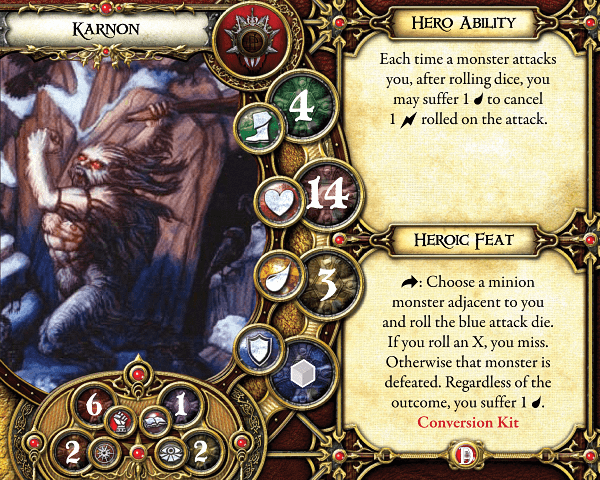 KARNON
4
14
3
6
1
2
2
HERO ABILITY
Each time a monster attacks
you, after rolling dice, you
may suffer 1 to cancel
1 rolled on the attack.
HEROIC FEAT
: Choose a minion
monster adjacent to you
and roll the blue attack die.
If you roll an X, you miss.
Otherwise that monster is
defeated. Regardless of the
outcome, you suffer 1 .
Conversion Kit
D